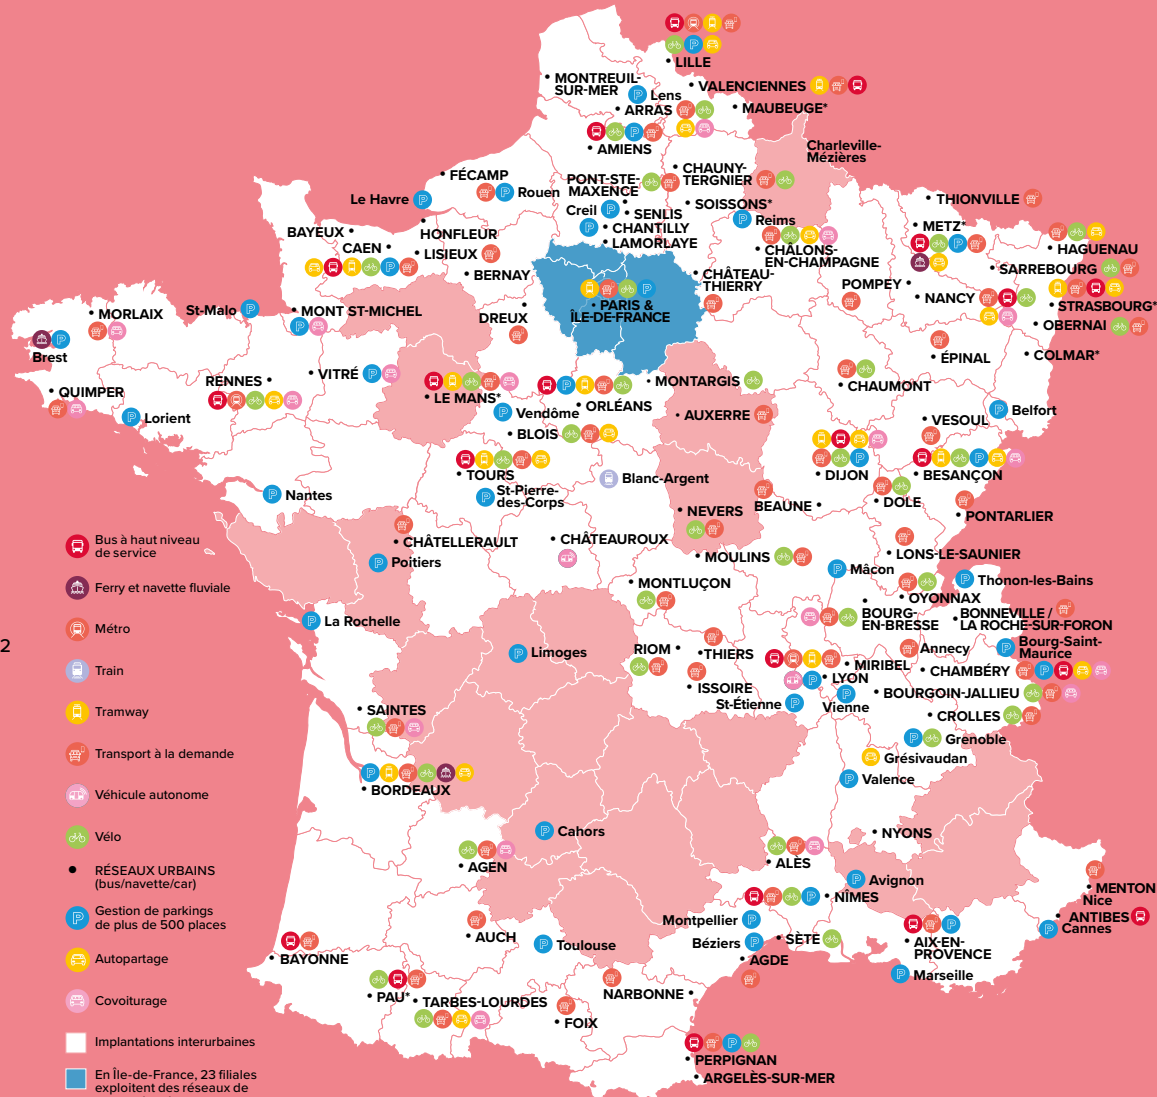 LILLE
MONTREUIL-
SUR-MER
VALENCIENNES
Lens
ARRAS
MAUBEUGE*
AMIENS
Charleville-
Mézières
CHAUNY-
TERGNIER
FÉCAMP
PONT-STE-
MAXENCE
Rouen
Le Havre
SOISSONS*
THIONVILLE
Creil
SENLIS
Reims
METZ*
HONFLEUR
CHANTILLY
BAYEUX
LAMORLAYE
HAGUENAU
CAEN
LISIEUX
CHÂLONS-
EN-CHAMPAGNE
SARREBOURG
BERNAY
CHÂTEAU-
THIERRY
POMPEY
NANCY
STRASBOURG*
PARIS &
ÎLE-DE-FRANCE
MORLAIX
St-Malo
MONT ST-MICHEL
DREUX
OBERNAI
Brest
ÉPINAL
COLMAR*
QUIMPER
RENNES
VITRÉ
MONTARGIS
CHAUMONT
LE MANS*
ORLÉANS
Lorient
Vendôme
AUXERRE
VESOUL
Belfort
BLOIS
TOURS
Blanc-Argent
DIJON
BESANÇON
Nantes
St-Pierre-
des-Corps
NEVERS
BEAUNE
DOLE
PONTARLIER
CHÂTELLERAULT
CHÂTEAUROUX
LONS-LE-SAUNIER
Poitiers
MOULINS
Mâcon
MONTLUÇON
Thonon-les-Bains
OYONNAX
La Rochelle
BOURG-
EN-BRESSE
BONNEVILLE /
LA ROCHE-SUR-FORON
Limoges
RIOM
THIERS
Annecy
Bourg-Saint-
Maurice
MIRIBEL
CHAMBÉRY
LYON
ISSOIRE
BOURGOIN-JALLIEU
St-Étienne
Vienne
SAINTES
CROLLES
Grenoble
Grésivaudan
BORDEAUX
Valence
Cahors
NYONS
AGEN
ALÈS
Avignon
MENTON
Nice
NÎMES
ANTIBES
Cannes
Montpellier
AUCH
Toulouse
Béziers
SÈTE
AIX-EN-
PROVENCE
BAYONNE
AGDE
Marseille
PAU*
TARBES-LOURDES
NARBONNE
FOIX
PERPIGNAN
ARGELÈS-SUR-MER
2
Bus à haut niveau
de service
Ferry et navette fluviale
Métro
Train
Tramway
Transport à la demande
Véhicule autonome
Vélo
RÉSEAUX URBAINS
(bus/navette/car)
P Gestion de parkings
de plus de 500 places
Autopartage
Covoiturage
Implantations interurbaines
En Île-de-France, 23 filiales
exploitent des réseaux de